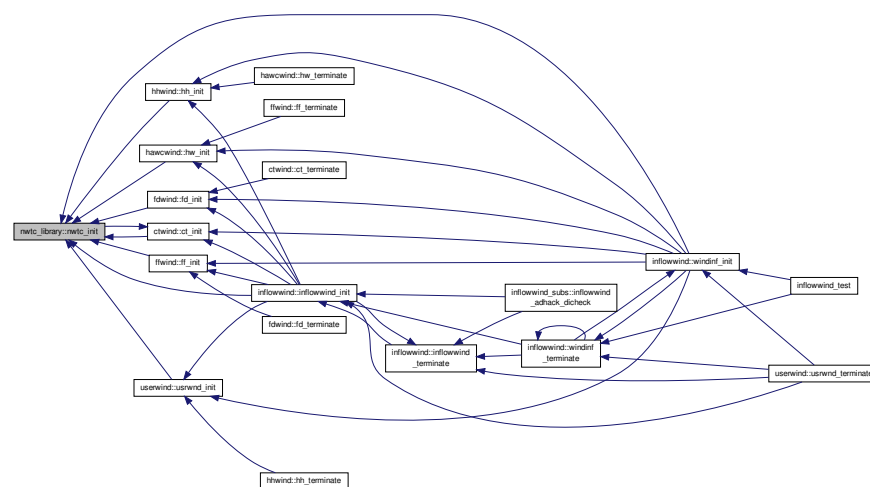 hawcwind::hw_terminate
hhwind::hh_init
ffwind::ff_terminate
hawcwind::hw_init
ctwind::ct_terminate
fdwind::fd_init
nwtc_library::nwtc_init
ctwind::ct_init
ffwind::ff_init
inflowwind::windinf_init
inflowwind::inflowwind_init
inflowwind_subs::inflowwind
_adhack_dicheck
inflowwind_test
fdwind::fd_terminate
inflowwind::inflowwind
_terminate
inflowwind::windinf
_terminate
userwind::usrwnd_terminate
userwind::usrwnd_init
hhwind::hh_terminate